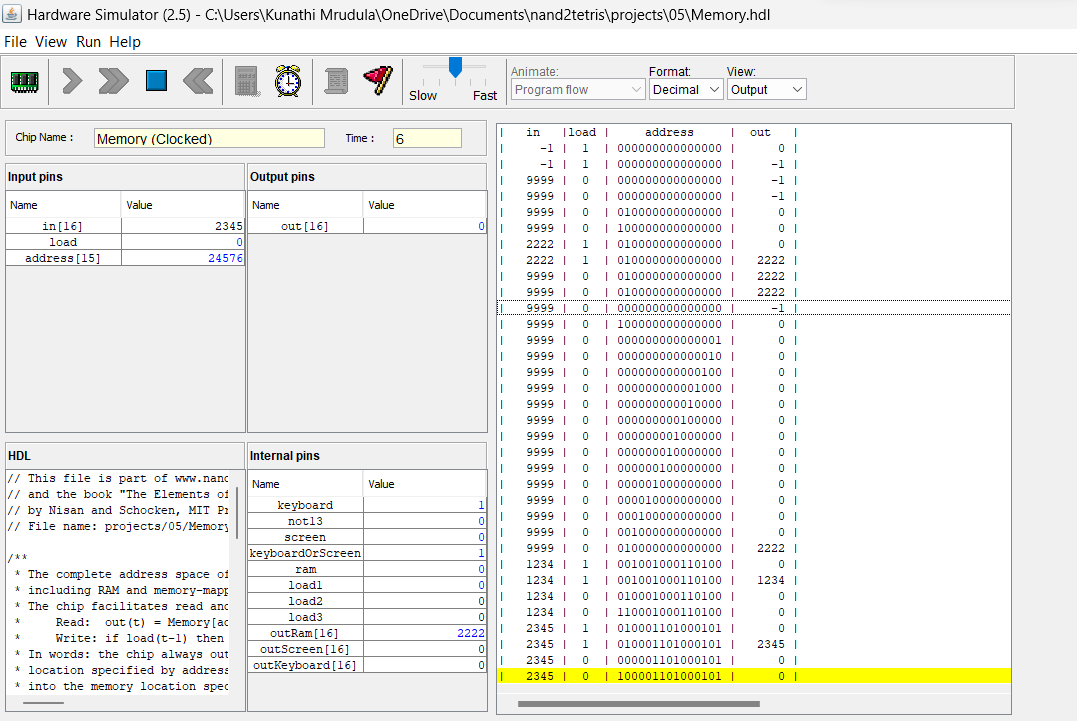 Hardware Simulator (2.5) - C:\Users\Kunathi Mrudula\OneDrive\Documents\nand2tetris\projects\05\Memory.hdl
File View Run Help
Slow Fast
Animate: Format: View:
Program flow Decimal Output
Chip Name : Memory (Clocked) Time : 6
Input pins
Name Value
in[16] 2345
load 0
address[15] 24576
Output pins
Name Value
out[16] 0
HDL
// This file is part of www.nand
// and the book "The Elements of
// by Nisan and Schocken, MIT Pr
// File name: projects/05/Memory
/**
* The complete address space of
* including RAM and memory-mapp
* The chip facilitates read and
* Read: out(t) = Memory[ad
* Write: if load(t-1) then
* In words: the chip always out
* location specified by address
* into the memory location spec
Internal pins
Name Value
keyboard 1
not13 0
screen 0
keyboardOrScreen 1
ram 0
load1 0
load2 0
load3 0
outRam[16] 2222
outScreen[16] 0
outKeyboard[16] 0
| in |load | address | out |
| -1 | 1 | 000000000000000 | 0 |
| -1 | 1 | 000000000000000 | -1 |
| 9999 | 0 | 000000000000000 | -1 |
| 9999 | 0 | 000000000000000 | -1 |
| 9999 | 0 | 010000000000000 | 0 |
| 9999 | 0 | 100000000000000 | 0 |
| 2222 | 1 | 010000000000000 | 0 |
| 2222 | 1 | 010000000000000 | 2222 |
| 9999 | 0 | 010000000000000 | 2222 |
| 9999 | 0 | 010000000000000 | 2222 |
| 9999 | 0 | 000000000000000 | -1 |
| 9999 | 0 | 100000000000000 | 0 |
| 9999 | 0 | 000000000000001 | 0 |
| 9999 | 0 | 000000000000010 | 0 |
| 9999 | 0 | 000000000000100 | 0 |
| 9999 | 0 | 000000000001000 | 0 |
| 9999 | 0 | 000000000010000 | 0 |
| 9999 | 0 | 000000000100000 | 0 |
| 9999 | 0 | 000000001000000 | 0 |
| 9999 | 0 | 000000010000000 | 0 |
| 9999 | 0 | 000000100000000 | 0 |
| 9999 | 0 | 000001000000000 | 0 |
| 9999 | 0 | 000010000000000 | 0 |
| 9999 | 0 | 000100000000000 | 0 |
| 9999 | 0 | 001000000000000 | 0 |
| 9999 | 0 | 010000000000000 | 2222 |
| 1234 | 1 | 001001000110100 | 0 |
| 1234 | 1 | 001001000110100 | 1234 |
| 1234 | 0 | 010001000110100 | 0 |
| 1234 | 0 | 110001000110100 | 0 |
| 2345 | 1 | 010001101000101 | 0 |
| 2345 | 1 | 010001101000101 | 2345 |
| 2345 | 0 | 000001101000101 | 0 |
| 2345 | 0 | 100001101000101 | 0 |